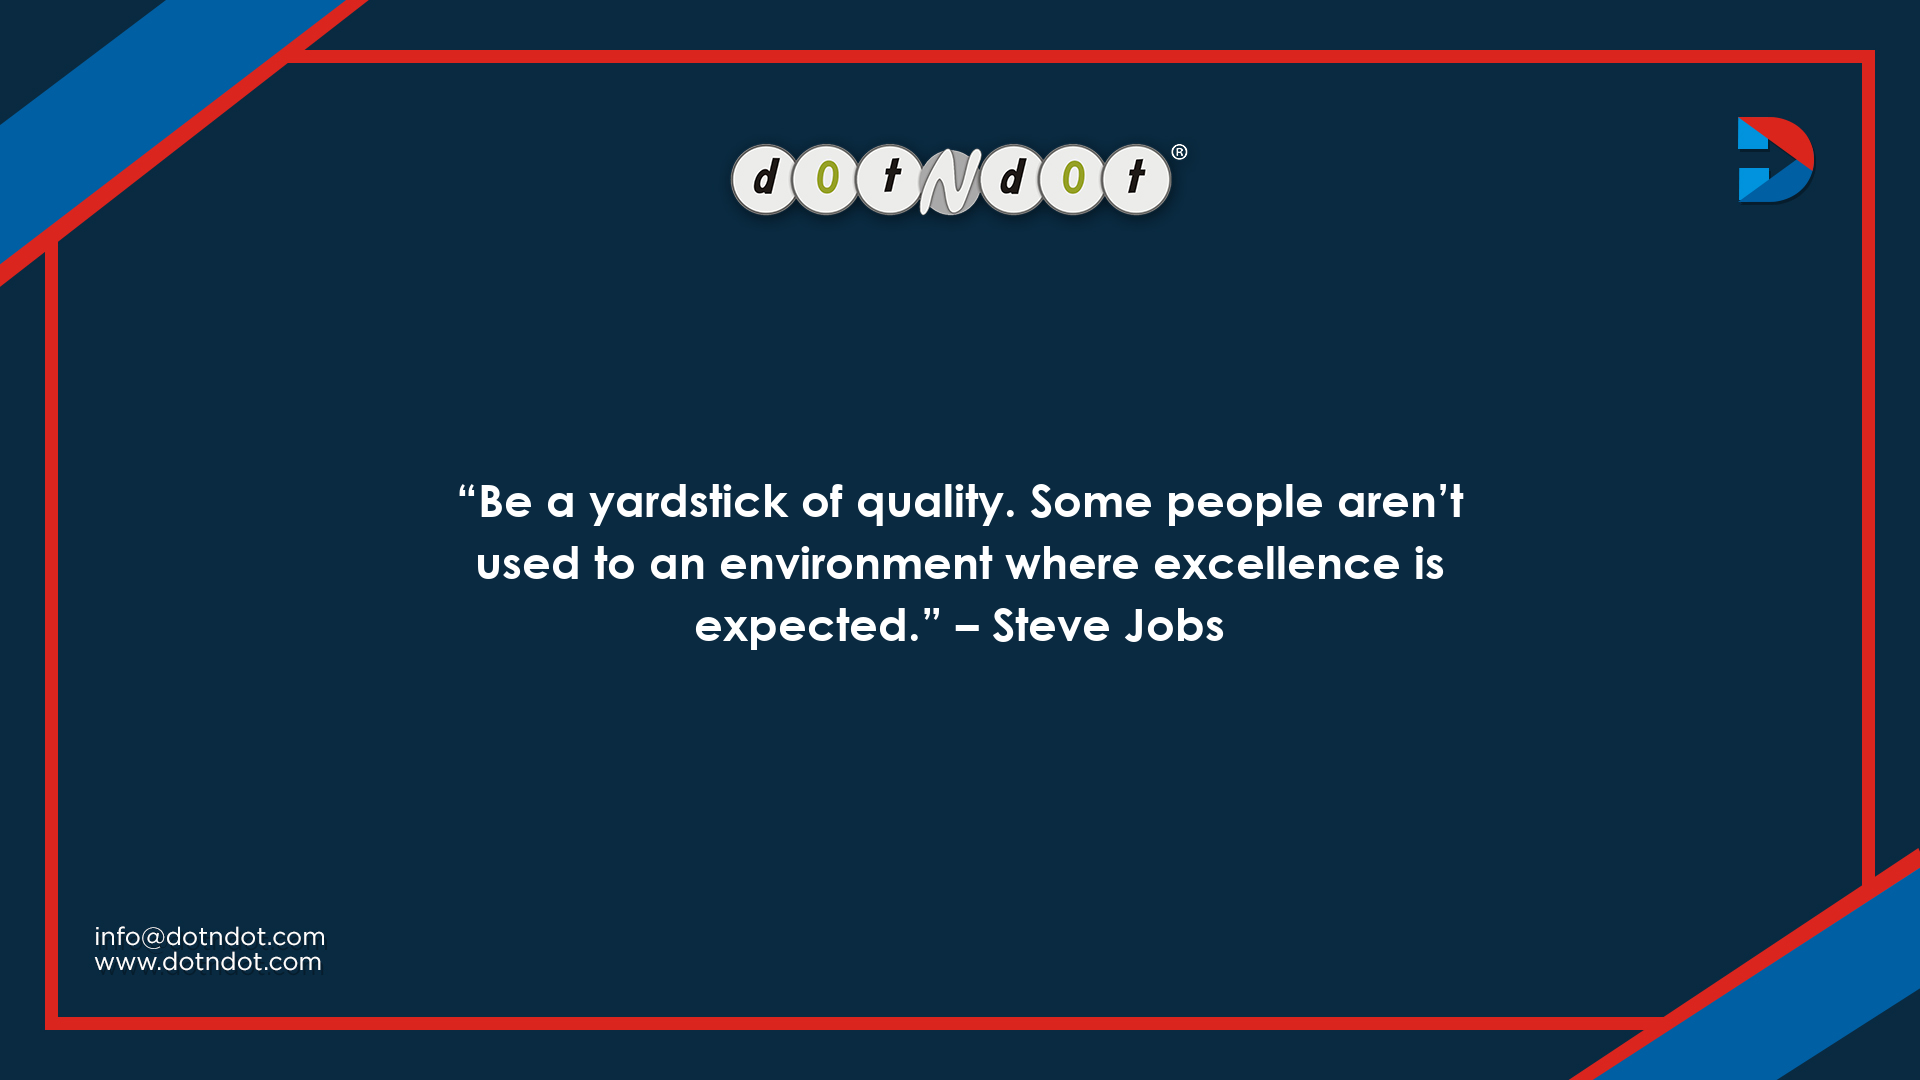 dotNdot®
“Be a yardstick of quality. Some people aren’t
used to an environment where excellence is
expected.” – Steve Jobs
info@dotndot.com
www.dotndot.com